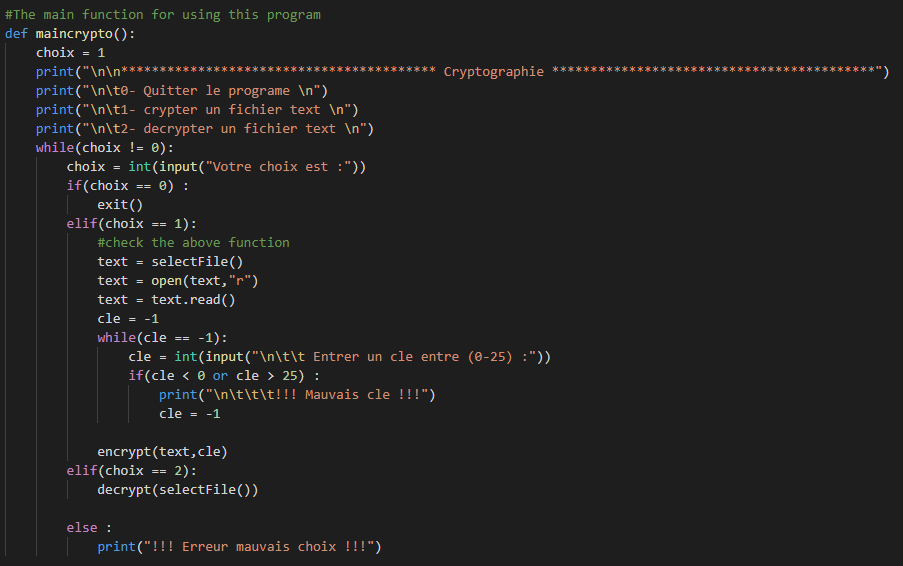 #The main function for using this program
def maincrypto():
    choix = 1
    print("\n\n***************************************** Cryptographie ******************************************")
    print("\n\t0- Quitter le programe \n")
    print("\n\t1- crypter un fichier text \n")
    print("\n\t2- decrypter un fichier text \n")
    while(choix != 0):
        choix = int(input("Votre choix est :"))
        if(choix == 0) :
            exit()
        elif(choix == 1):
            #check the above function
            text = selectFile()
            text = open(text,"r")
            text = text.read()
            cle = -1
            while(cle == -1):
                cle = int(input("\n\t\t Entrer un cle entre (0-25) :"))
                if(cle < 0 or cle > 25) :
                    print("\n\t\t\t!!! Mauvais cle !!!")
                    cle = -1
            encrypt(text,cle)
        elif(choix == 2):
            decrypt(selectFile())
        else :
            print("!!! Erreur mauvais choix !!!")